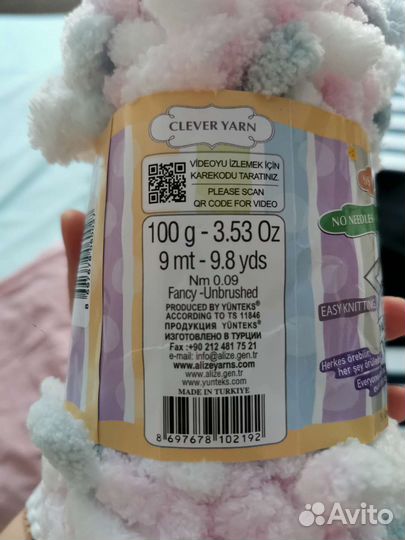 CLEVER YARN
VİDEOYU İZLEMEK İÇİN
KAREKODU TARATINIZ
PLEASE SCAN
QR CODE FOR VIDEO
100 g - 3.53 Oz
9 mt - 9.8 yds
Nm 0.09
Fancy -Unbrushed
PRODUCED BY YÜNTEKS®
ACCORDING TO TS 11846
ПРОДУКЦИЯ YÜNTEKS®
ИЗГОТОВЛЕНО В ТУРЦИИ
Fax :+90 212 481 75 21
e-mail: info@alize.gen.tr
www.alizeyarns.com
www.alize.gen.tr
www.yunteks.com
MADE IN TURKIYE
8 697678 102192
NO NEEDLES
EASY KNITTING
Herkes örebilir
her şey
Avito